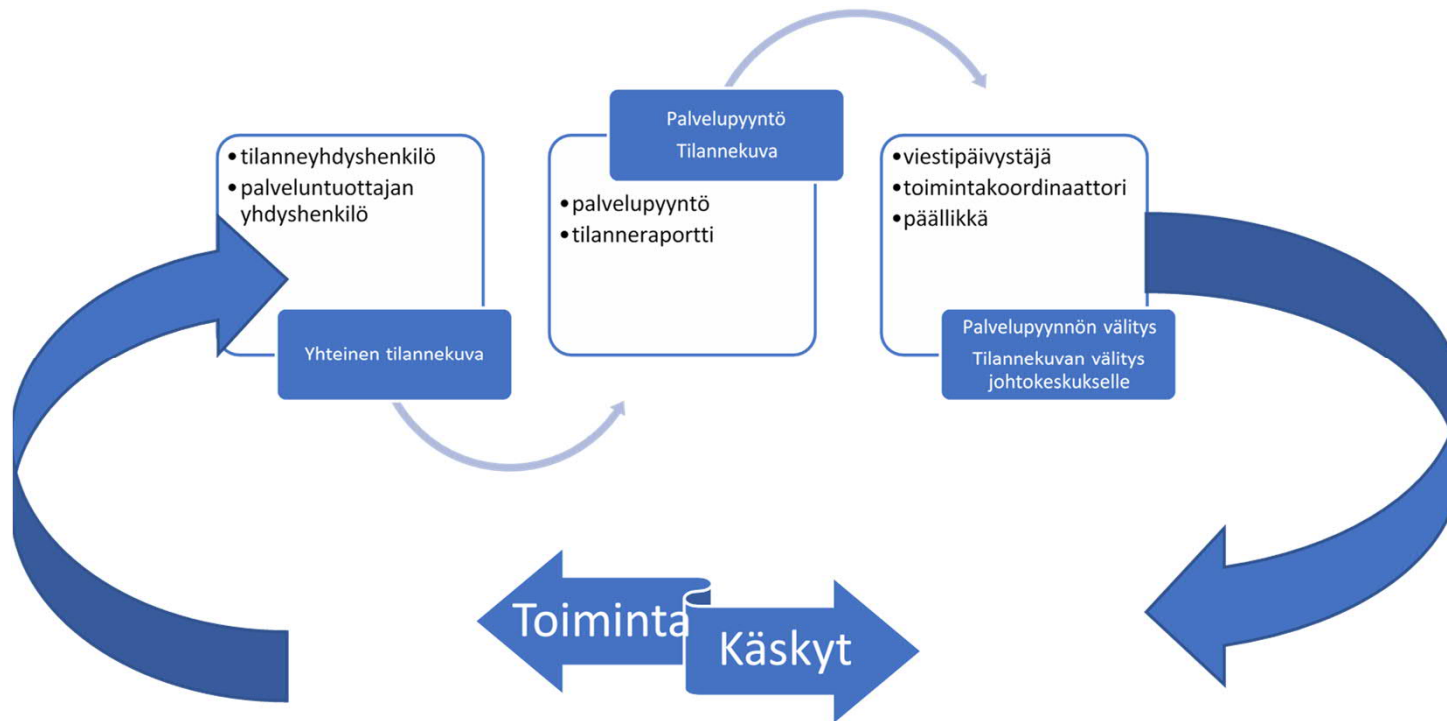 •tilanneyhdyshenkilö
•palveluntuottajan
yhdyshenkilö
Yhteinen tilannekuva
Palvelupyyntö
Tilannekuva
•palvelupyyntö
•tilanneraportti
•viestipäivystäjä
•toimintakoordinaattori
•päällikkä
Palvelupyynnön välitys
Tilannekuvan välitys
johtokeskukselle
Toiminta
Käskyt